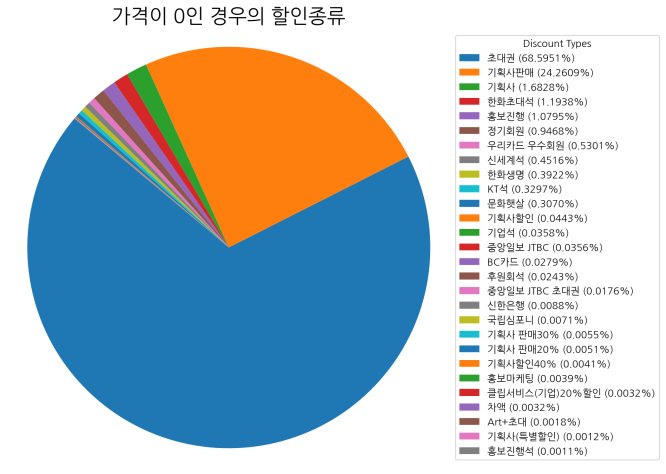 가격이 0인 경우의 할인종류
Discount Types
초대권 (68.5951%)
기획사판매 (24.2609%)
기획사 (1.6828%)
한화초대석 (1.1938%)
홍보진행 (1.0795%)
정기회원 (0.9468%)
우리카드 우수회원 (0.5301%)
신세계석 (0.4516%)
한화생명 (0.3922%)
KT석 (0.3297%)
문화햇살 (0.3070%)
기획사할인 (0.0443%)
기업석 (0.0358%)
중앙일보 JTBC (0.0356%)
BC카드 (0.0279%)
후원회석 (0.0243%)
중앙일보 JTBC 초대권 (0.0176%)
신한은행 (0.0088%)
국립심포니 (0.0071%)
기획사 판매30% (0.0055%)
기획사 판매20% (0.0051%)
기획사할인40% (0.0041%)
홍보마케팅 (0.0039%)
클립서비스(기업)20%할인 (0.0032%)
차액 (0.0032%)
Art+초대 (0.0018%)
기획사(특별할인) (0.0012%)
홍보진행석 (0.0011%)